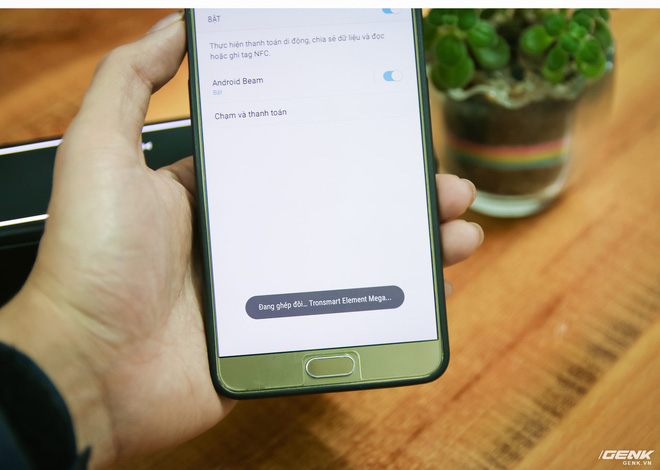 BẬT
Thực hiện thanh toán di động, chia sẻ dữ liệu và đọc
hoặc ghi tag NFC.
Android Beam
Bật
Chạm và thanh toán
Đang ghép đôi... Tronsmart Element Mega...
GENK
GENK.VN